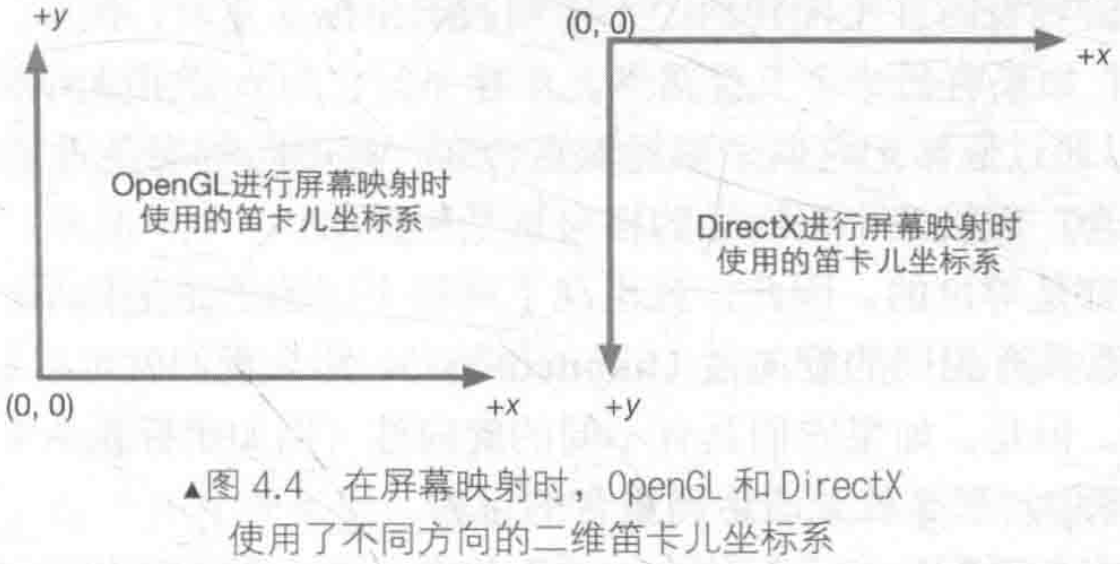 +y
OpenGL进行屏幕映射时
使用的笛卡儿坐标系
(0, 0)
+x
(0, 0)
+x
DirectX进行屏幕映射时
使用的笛卡儿坐标系
+y
▲图 4.4 在屏幕映射时，OpenGL 和 DirectX
使用了不同方向的二维笛卡儿坐标系